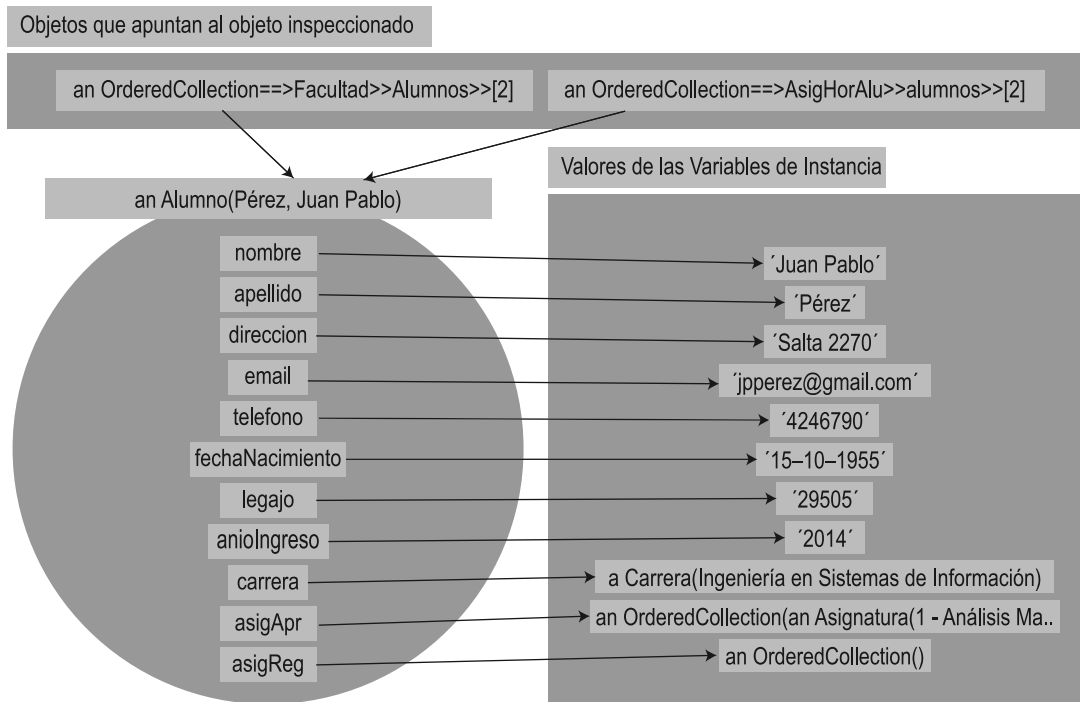 Objetos que apuntan al objeto inspeccionado
an OrderedCollection==>Facultad>>Alumnos>>[2]
an OrderedCollection==>AsigHorAlu>>alumnos>>[2]
Valores de las Variables de Instancia
an Alumno(Pérez, Juan Pablo)
nombre
´Juan Pablo´
apellido
´Pérez´
direccion
´Salta 2270´
email
´jpperez@gmail.com´
telefono
´4246790´
fechaNacimiento
´15–10–1955´
legajo
´29505´
anioIngreso
´2014´
carrera
a Carrera(Ingeniería en Sistemas de Información)
asigApr
an OrderedCollection(an Asignatura(1 - Análisis Ma..
asigReg
an OrderedCollection()